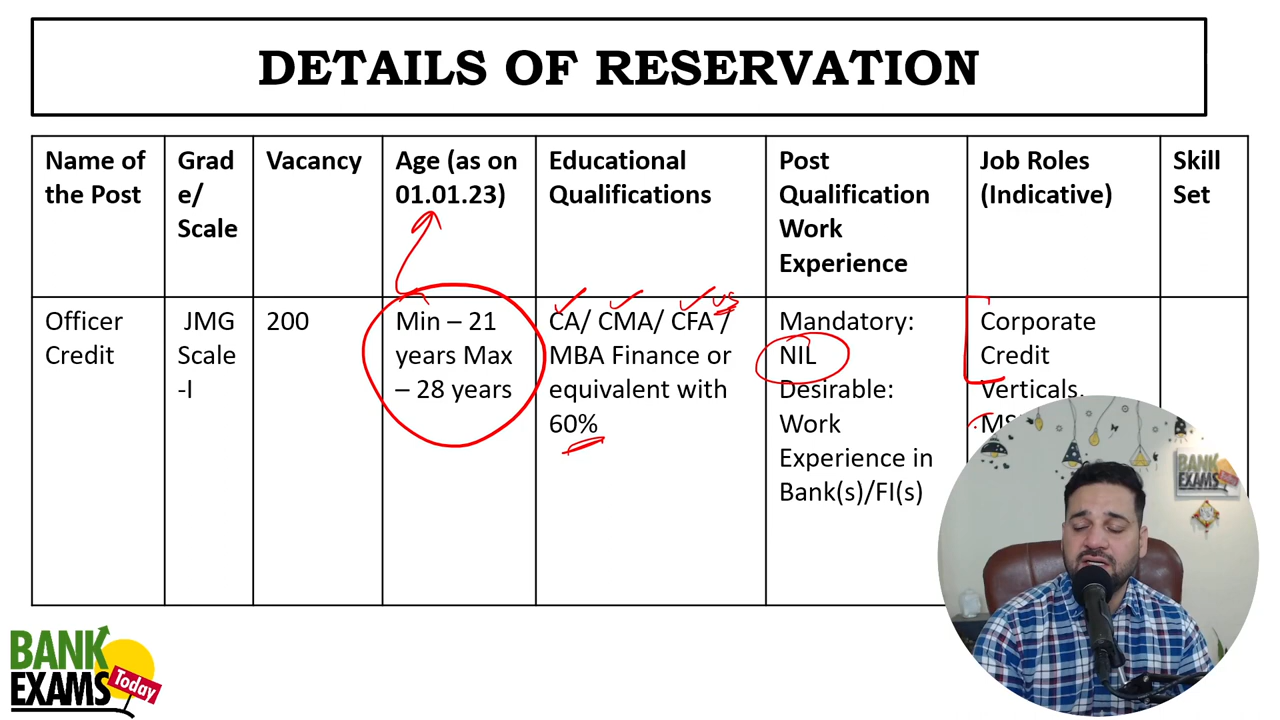 DETAILS OF RESERVATION
Name of
the Post
Grad
e/
Scale
Vacancy
Age (as on
01.01.23)
Educational
Qualifications
Post
Qualification
Work
Experience
Job Roles
(Indicative)
Skill
Set
Officer
Credit
JMG
Scale
-I
200
Min – 21
years Max
– 28 years
CA/ CMA/ CFA /
MBA Finance or
equivalent with
60%
Mandatory:
NIL
Desirable:
Work
Experience in
Bank(s)/FI(s)
Corporate
Credit
Verticals,
US
BANK
EXAMS
Today
BANK
EXAMS